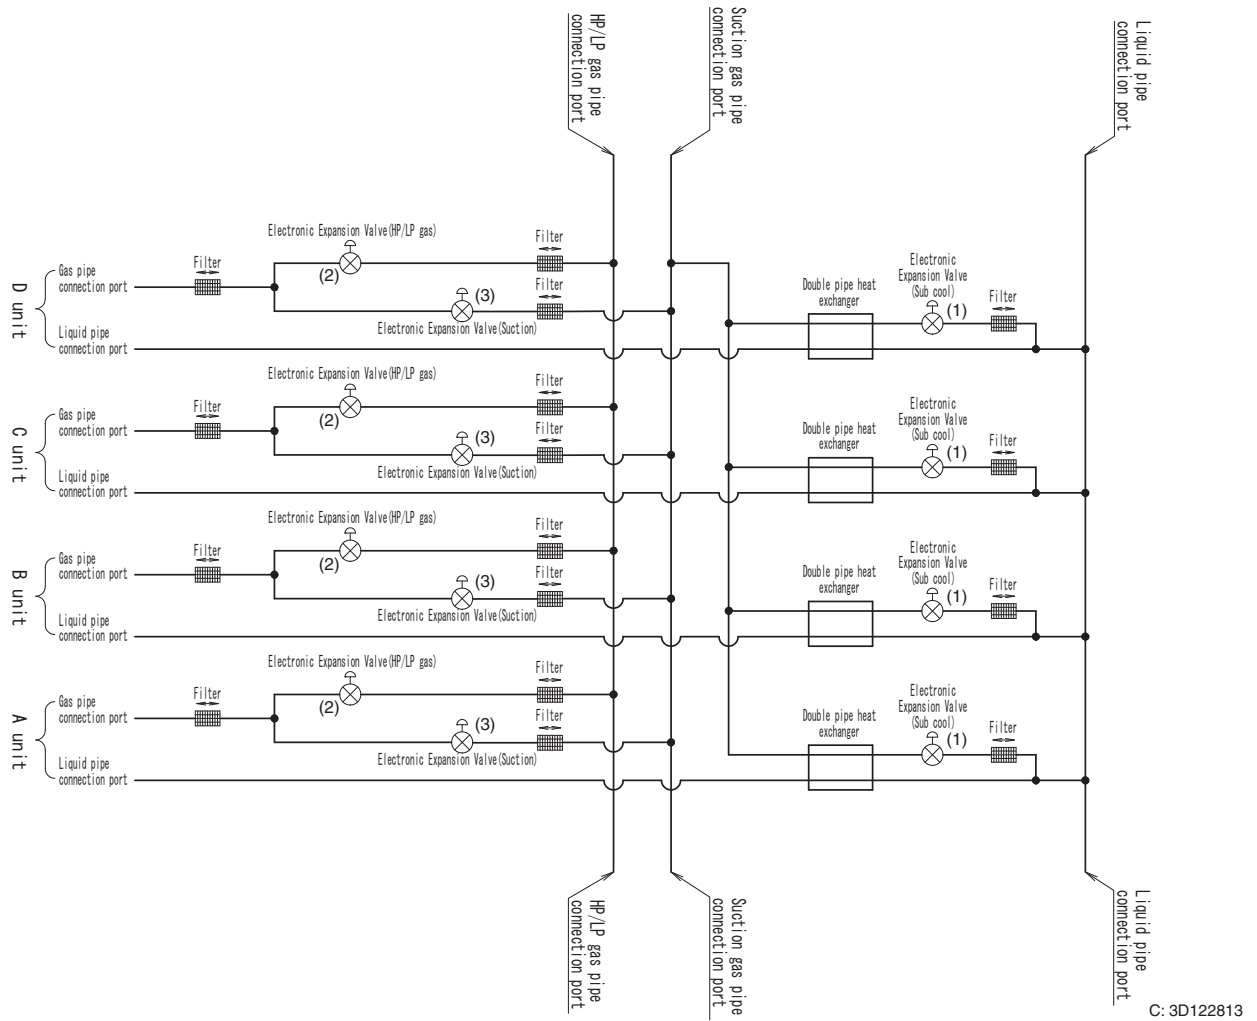 HP/LP gas pipe
connection port
Suction gas pipe
connection port
Liquid pipe
connection port
D unit
Gas pipe
connection port
Liquid pipe
connection port
Filter
Electronic Expansion Valve(HP/LP gas)
(2)
Filter
(3)
Electronic Expansion Valve(Suction)
Filter
Double pipe heat
exchanger
Electronic
Expansion Valve
(Sub cool)
(1)
Filter
C unit
Gas pipe
connection port
Liquid pipe
connection port
Filter
Electronic Expansion Valve(HP/LP gas)
(2)
Filter
(3)
Electronic Expansion Valve(Suction)
Filter
Double pipe heat
exchanger
Electronic
Expansion Valve
(Sub cool)
(1)
Filter
B unit
Gas pipe
connection port
Liquid pipe
connection port
Filter
Electronic Expansion Valve(HP/LP gas)
(2)
Filter
(3)
Electronic Expansion Valve(Suction)
Filter
Double pipe heat
exchanger
Electronic
Expansion Valve
(Sub cool)
(1)
Filter
A unit
Gas pipe
connection port
Liquid pipe
connection port
Filter
Electronic Expansion Valve(HP/LP gas)
(2)
Filter
(3)
Electronic Expansion Valve(Suction)
Filter
Double pipe heat
exchanger
Electronic
Expansion Valve
(Sub cool)
(1)
Filter
HP/LP gas pipe
connection port
Suction gas pipe
connection port
Liquid pipe
connection port
C: 3D122813